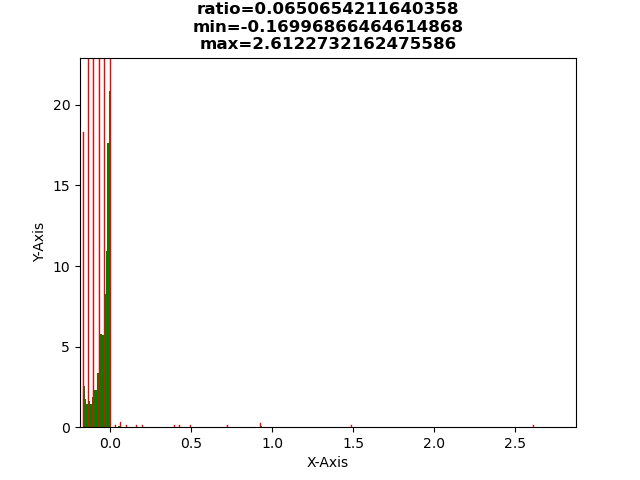 ratio=0.0650654211640358
min=-0.16996866464614868
max=2.6122732162475586
20
15
10
5
0
Y-Axis
0.0 0.5 1.0 1.5 2.0 2.5
X-Axis